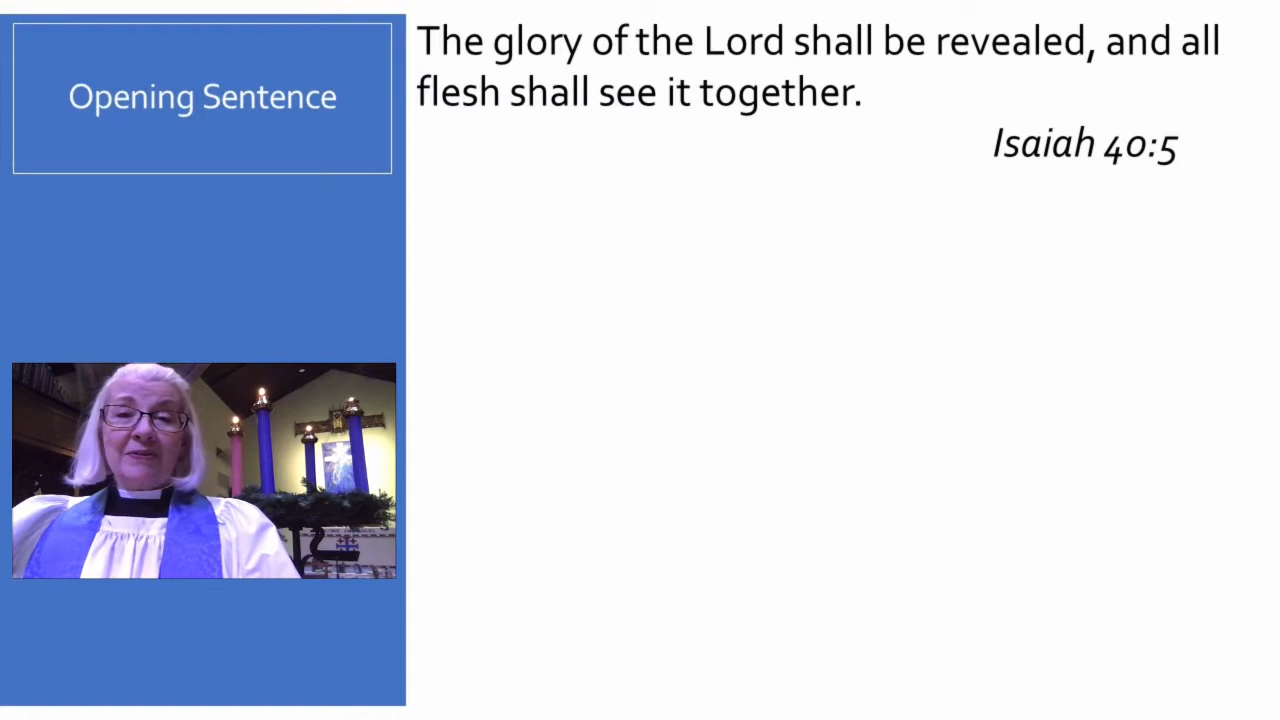 Opening Sentence
The glory of the Lord shall be revealed, and all
flesh shall see it together.
Isaiah 40:5